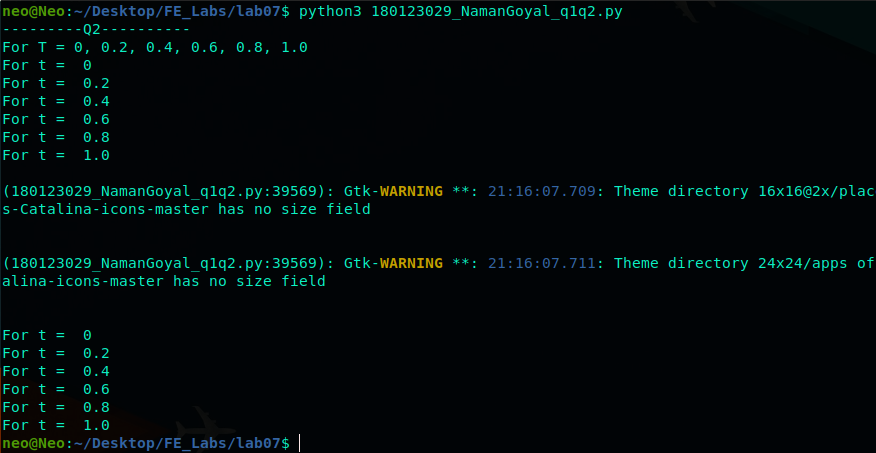 neo@Neo:~/Desktop/FE_Labs/lab07$ python3 180123029_NamanGoyal_q1q2.py
---------Q2----------
For T = 0, 0.2, 0.4, 0.6, 0.8, 1.0
For t =  0
For t =  0.2
For t =  0.4
For t =  0.6
For t =  0.8
For t =  1.0
(180123029_NamanGoyal_q1q2.py:39569): Gtk-WARNING **: 21:16:07.709: Theme directory 16x16@2x/plac
s-Catalina-icons-master has no size field
(180123029_NamanGoyal_q1q2.py:39569): Gtk-WARNING **: 21:16:07.711: Theme directory 24x24/apps of
alina-icons-master has no size field
For t =  0
For t =  0.2
For t =  0.4
For t =  0.6
For t =  0.8
For t =  1.0
neo@Neo:~/Desktop/FE_Labs/lab07$